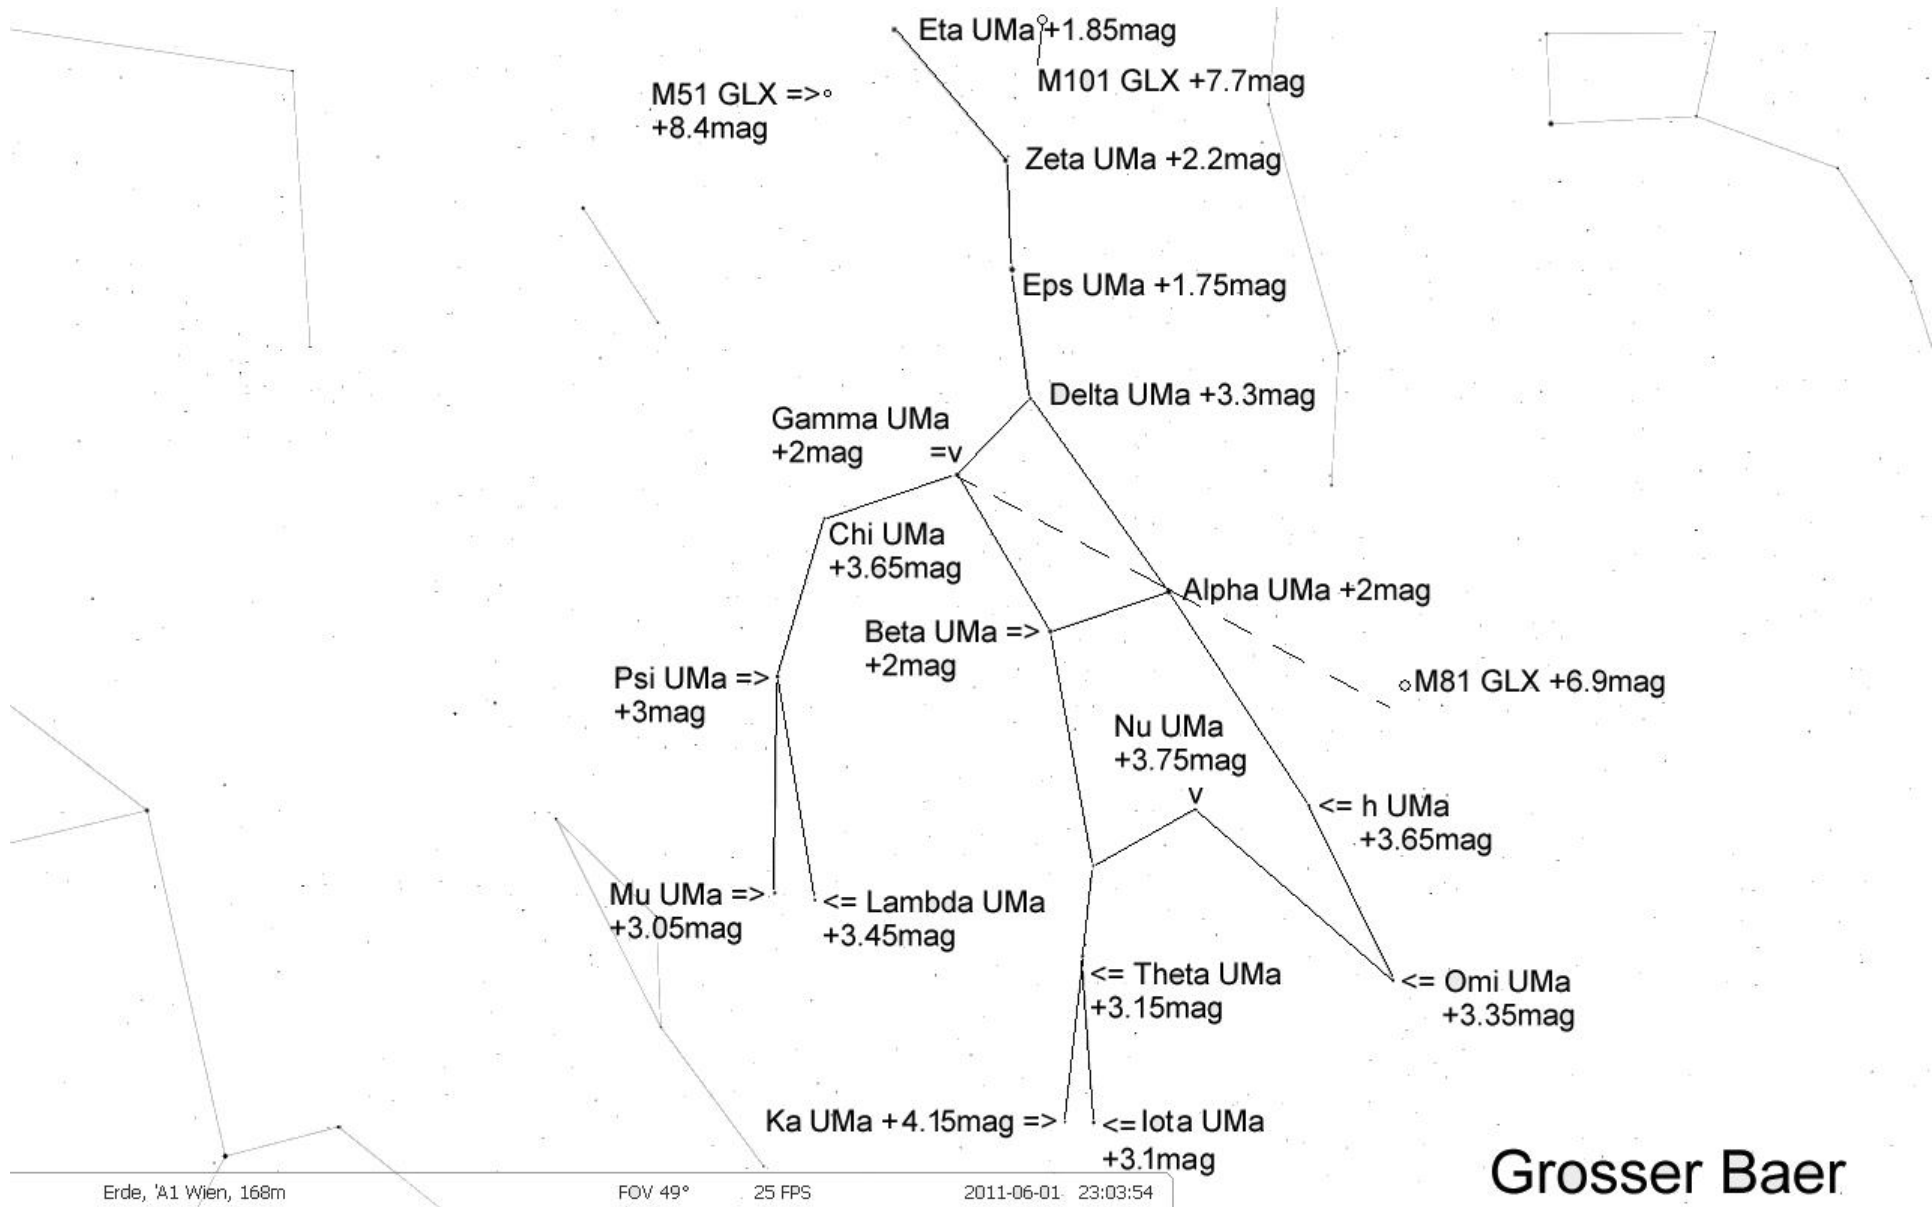 Eta UMa +1.85mag
M101 GLX +7.7mag
M51 GLX =>
+8.4mag
Zeta UMa +2.2mag
Eps UMa +1.75mag
Delta UMa +3.3mag
Gamma UMa
+2mag =v
Chi UMa
+3.65mag
Alpha UMa +2mag
Beta UMa =>
+2mag
Psi UMa =>
+3mag
M81 GLX +6.9mag
Nu UMa
+3.75mag
v
<= h UMa
+3.65mag
Mu UMa =>
+3.05mag
<= Lambda UMa
+3.45mag
<= Theta UMa
+3.15mag
<= Omi UMa
+3.35mag
Ka UMa +4.15mag =>
<= Iota UMa
+3.1mag
Grosser Baer
Erde, 'A1 Wien, 168m FOV 49° 25 FPS 2011-06-01 23:03:54